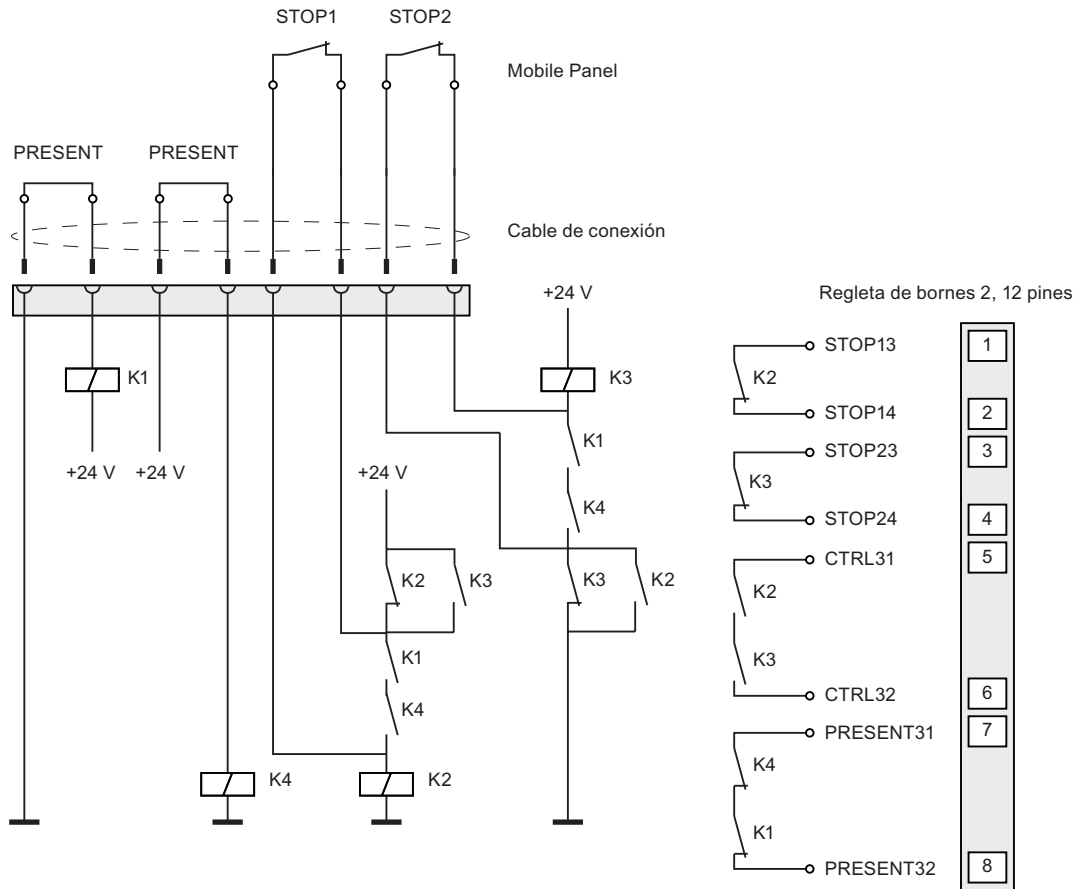 STOP1 STOP2
Mobile Panel
PRESENT PRESENT
Cable de conexión
+24 V
Regleta de bornes 2, 12 pines
K1
K3
+24 V +24 V
+24 V
K1
K4
K2 K3
K3 K2
K1
K4
K4
K2
STOP13 1
K2
STOP14 2
STOP23 3
K3
STOP24 4
CTRL31 5
K2
K3
CTRL32 6
PRESENT31 7
K4
K1
PRESENT32 8